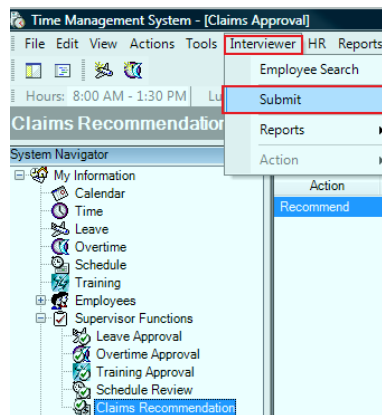 Time Management System - [Claims Approval]
File Edit View Actions Tools Interviewer HR Reports
Employee Search
Hours: 8:00 AM - 1:30 PM
Submit
Claims Recommendation
Reports
System Navigator
Action
My Information
Action
Calendar
Recommend
Time
Leave
Overtime
Schedule
Training
Employees
Supervisor Functions
Leave Approval
Overtime Approval
Training Approval
Schedule Review
Claims Recommendation